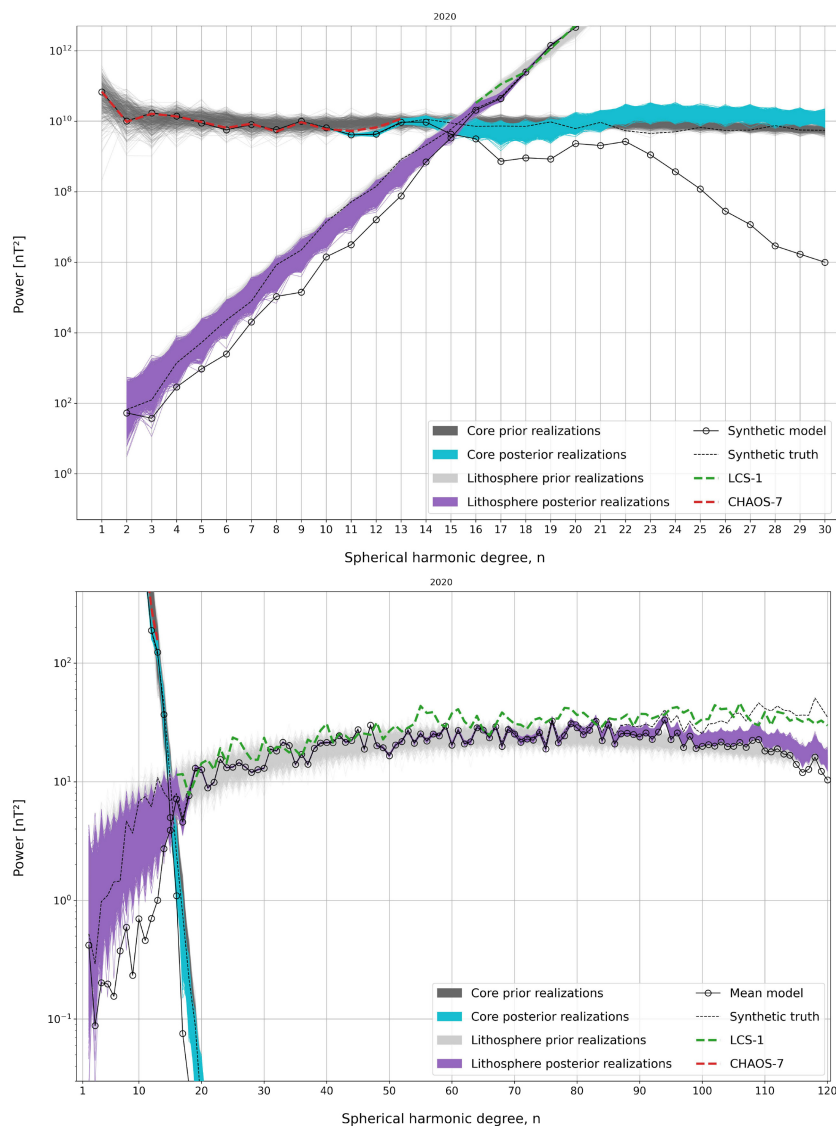 2020
Power [nT²]
10¹²
10¹⁰
10⁸
10⁶
10⁴
10²
10⁰
Core prior realizations
Core posterior realizations
Lithosphere prior realizations
Lithosphere posterior realizations
Synthetic model
Synthetic truth
LCS-1
CHAOS-7
1 2 3 4 5 6 7 8 9 10 11 12 13 14 15 16 17 18 19 20 21 22 23 24 25 26 27 28 29 30
Spherical harmonic degree, n
2020
Power [nT²]
10²
10¹
10⁰
10⁻¹
Core prior realizations
Core posterior realizations
Lithosphere prior realizations
Lithosphere posterior realizations
Mean model
Synthetic truth
LCS-1
CHAOS-7
1 10 20 30 40 50 60 70 80 90 100 110 120
Spherical harmonic degree, n